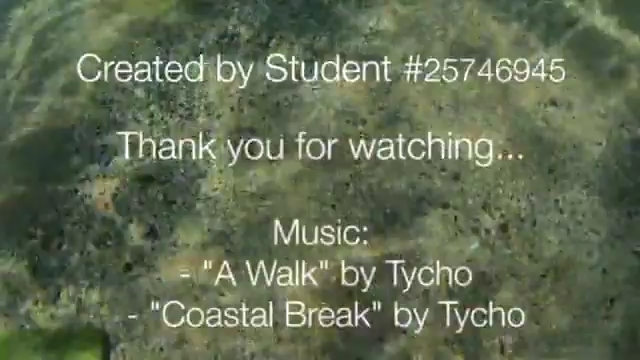 Created by Student #25746945
Thank you for watching...
Music:
- "A Walk" by Tycho
- "Coastal Break" by Tycho